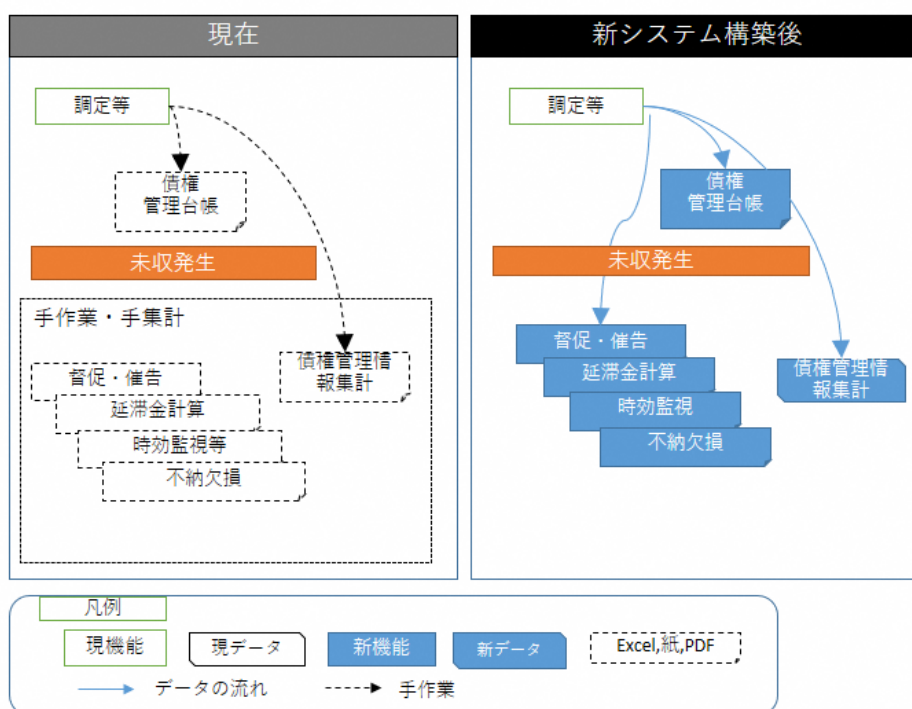 現在
調定等
債権
管理台帳
未収発生
手作業・手集計
督促・催告
延滞金計算
時効監視等
不納欠損
債権管理情
報集計
新システム構築後
調定等
債権
管理台帳
未収発生
督促・催告
延滞金計算
時効監視
不納欠損
債権管理情
報集計
凡例
現機能
現データ
新機能
新データ
Excel,紙,PDF
データの流れ
手作業